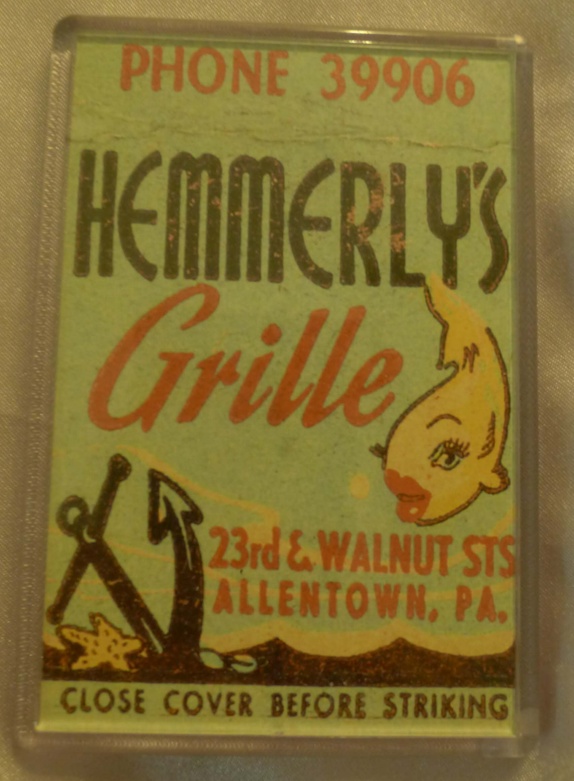 PHONE 39906
HEMMERLY'S
Grille
23rd & WALNUT STS
ALLENTOWN, PA.
CLOSE COVER BEFORE STRIKING